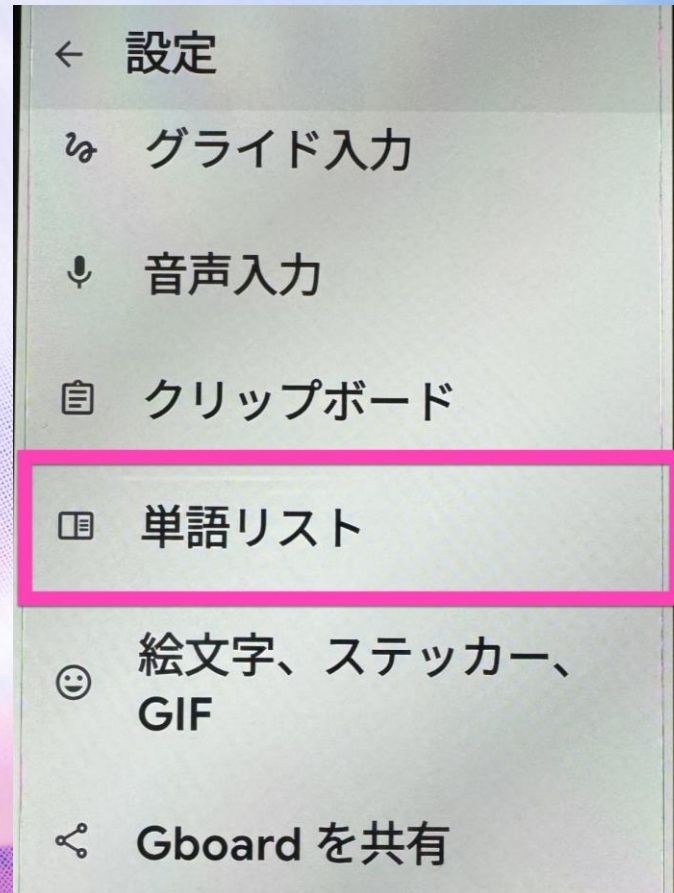 設定
グライド入力
音声入力
クリップボード
単語リスト
絵文字、ステッカー、
GIF
Gboard を共有